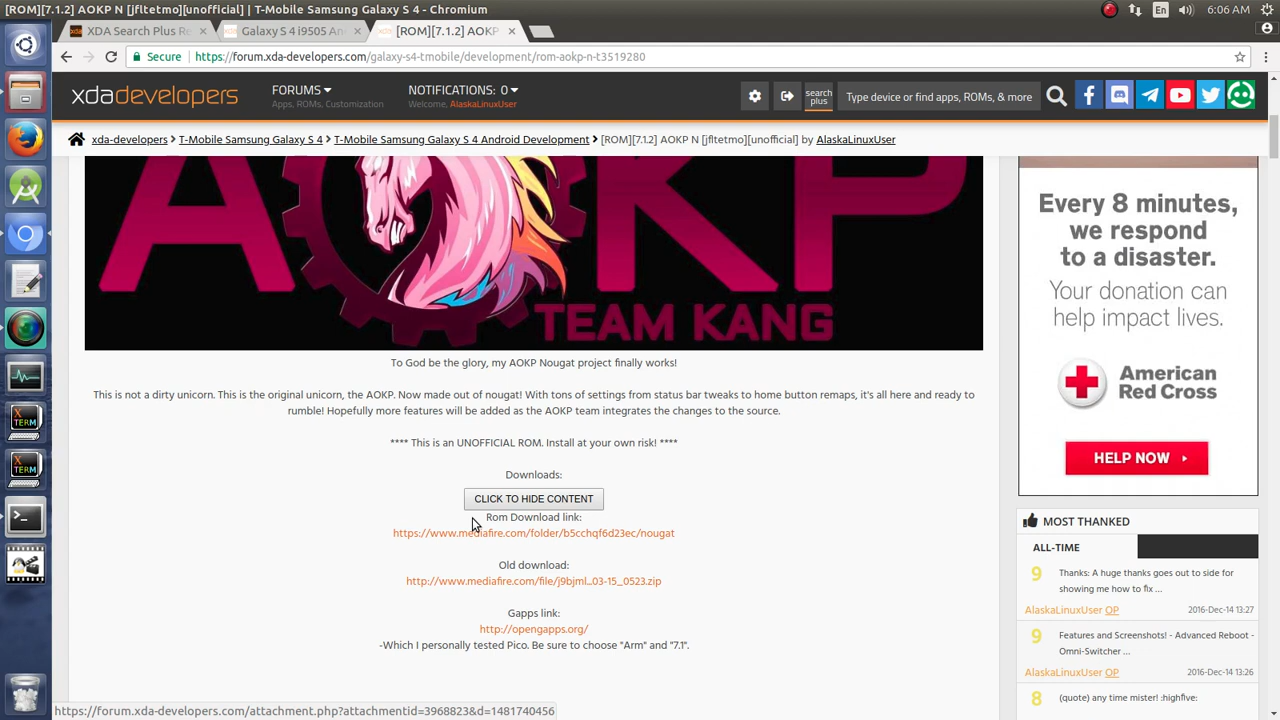 [ROM][7.1.2] AOKP N [jfltetmo][unofficial] | T-Mobile Samsung Galaxy S 4 - Chromium
En
6:06 AM
XDA Search Plus Re
Galaxy S 4 i9505 An
[ROM][7.1.2] AOKP N
Secure
https://forum.xda-developers.com/galaxy-s4-tmobile/development/rom-aokp-n-t3519280
xdadevelopers
FORUMS
Apps, ROMs, Customization
NOTIFICATIONS: 0
Welcome, AlaskaLinuxUser
search
plus
Type device or find apps, ROMs, & more
xda-developers > T-Mobile Samsung Galaxy S 4 > T-Mobile Samsung Galaxy S 4 Android Development > [ROM][7.1.2] AOKP N [jfltetmo][unofficial] by AlaskaLinuxUser
AOKP
TEAM KANG
To God be the glory, my AOKP Nougat project finally works!
This is not a dirty unicorn. This is the original unicorn, the AOKP. Now made out of nougat! With tons of settings from status bar tweaks to home button remaps, it's all here and ready to
rumble! Hopefully more features will be added as the AOKP team integrates the changes to the source.
**** This is an UNOFFICIAL ROM. Install at your own risk! ****
Downloads:
CLICK TO HIDE CONTENT
Rom Download link:
https://www.mediafire.com/folder/b5cchqf6d23ec/nougat
Old download:
http://www.mediafire.com/file/j9bjml...03-15_0523.zip
Gapps link:
http://opengapps.org/
-Which I personally tested Pico. Be sure to choose "Arm" and "7.1".
Every 8 minutes,
we respond
to a disaster.
Your donation can
help impact lives.
American
Red Cross
HELP NOW
MOST THANKED
ALL-TIME
9
Thanks: A huge thanks goes out to side for
showing me how to fix ...
AlaskaLinuxUser OP
2016-Dec-14 13:27
9
Features and Screenshots! - Advanced Reboot -
Omni-Switcher ...
AlaskaLinuxUser OP
2016-Dec-14 13:26
8
(quote) any time mister! :highfive:
X
TERM
X
TERM
https://forum.xda-developers.com/attachment.php?attachmentid=3968823&d=1481740456